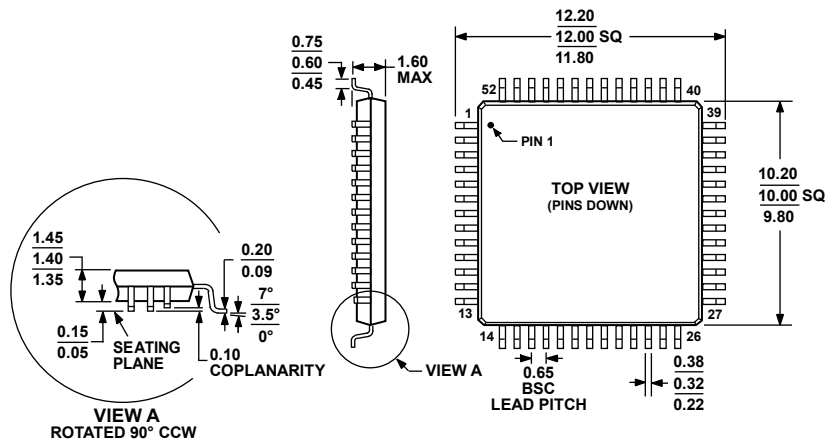 0.75
0.60
0.45
1.60
MAX
12.20
12.00 SQ
11.80
52
40
1
39
PIN 1
TOP VIEW
(PINS DOWN)
10.20
10.00 SQ
9.80
13
27
14
26
0.65
BSC
LEAD PITCH
0.38
0.32
0.22
VIEW A
1.45
1.40
1.35
0.15
0.05
SEATING
PLANE
0.20
0.09
7°
3.5°
0°
0.10
COPLANARITY
VIEW A
ROTATED 90° CCW